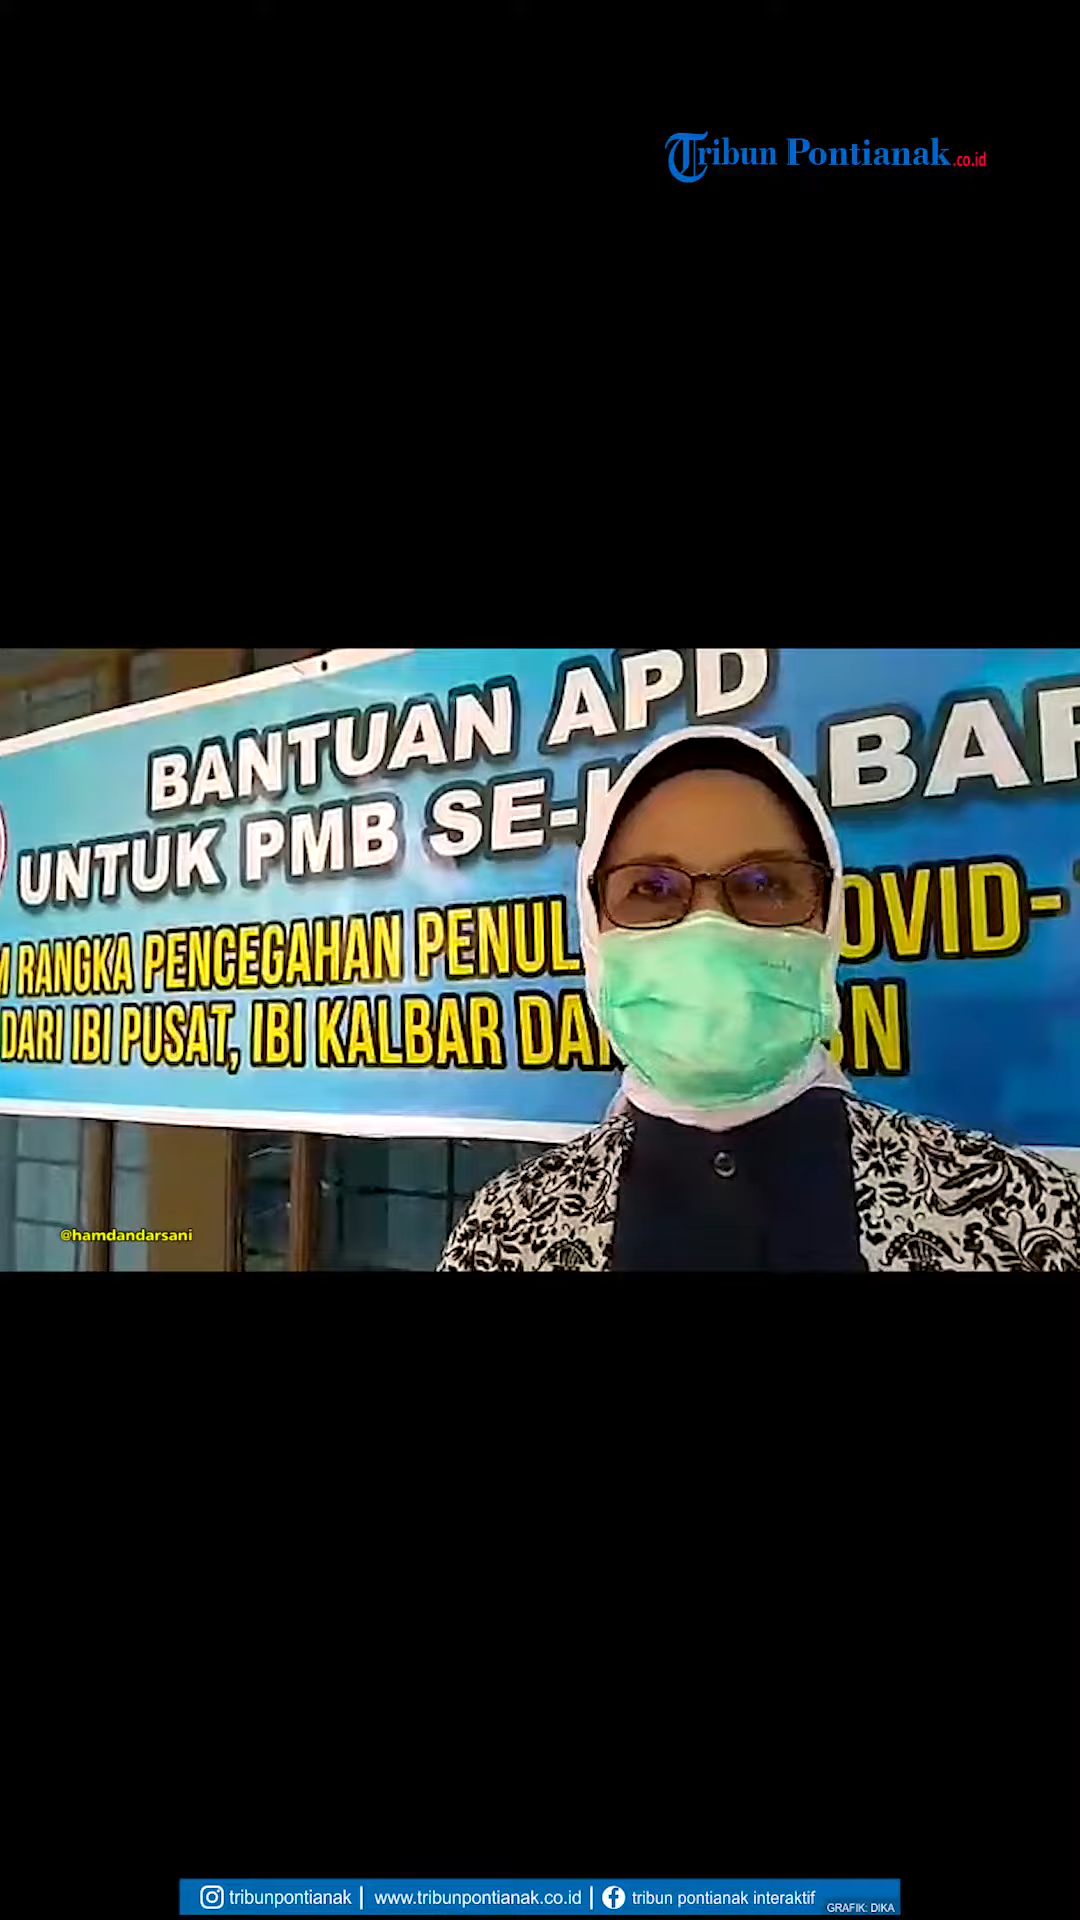 Tribun Pontianak.co.id
BANTUAN APD
UNTUK PMB SE- BAR
RANGKA PENCEGAHAN PENUL OVID-
DARI IBI PUSAT, IBI KALBAR DAN
@hamdandarsani
tribunpontianak | www.tribunpontianak.co.id | tribun pontianak interaktif
GRAFIK: DIKA